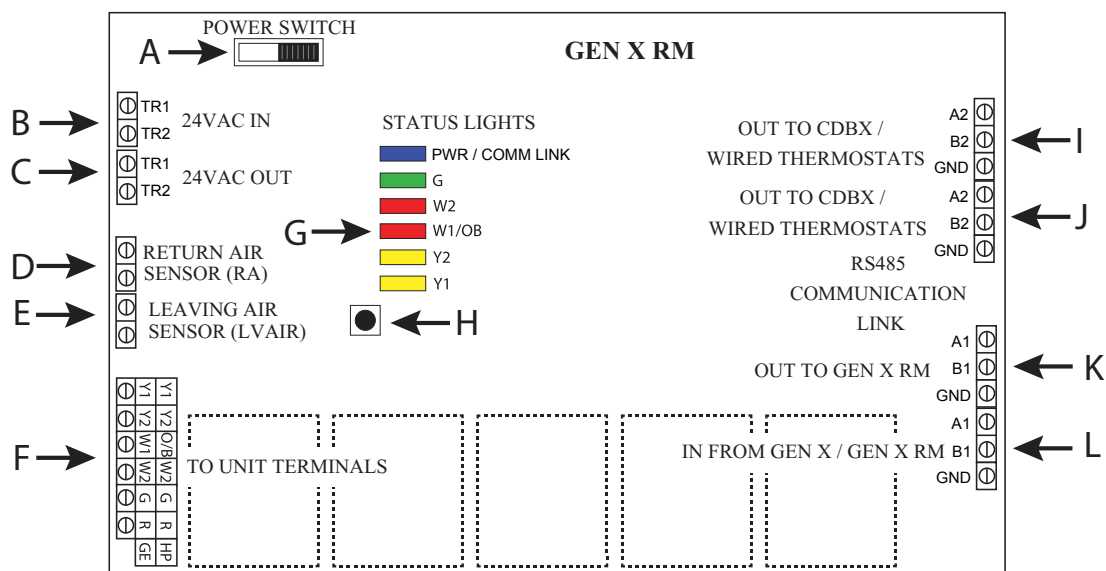 POWER SWITCH
A
GEN X RM
B
TR1
TR2
24VAC IN
C
TR1
TR2
24VAC OUT
D
RETURN AIR
SENSOR (RA)
E
LEAVING AIR
SENSOR (LVAIR)
STATUS LIGHTS
PWR / COMM LINK
G
W2
G
W1/OB
Y2
Y1
H
OUT TO CDBX /
WIRED THERMOSTATS
A2
B2
GND
I
OUT TO CDBX /
WIRED THERMOSTATS
A2
B2
GND
J
RS485
COMMUNICATION
LINK
OUT TO GEN X RM
A1
B1
GND
K
IN FROM GEN X / GEN X RM
A1
B1
GND
L
F
Y1 Y1
Y2 Y2
W1 O/B
W2 W2
G G
R R
GE HP
TO UNIT TERMINALS